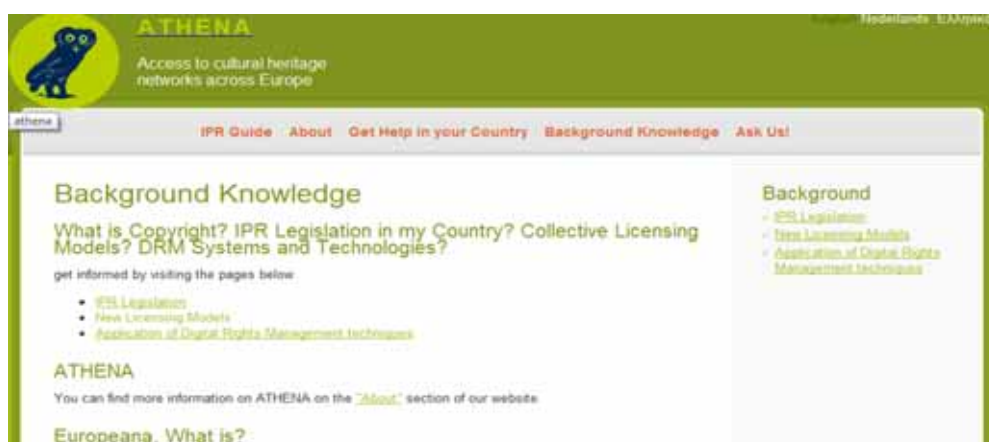 ATHENA
Nederlands Ελληνικά
Access to cultural heritage
networks across Europe
athene
IPR Guide About Get Help in your Country Background Knowledge Ask Us!
Background Knowledge
What is Copyright? IPR Legislation in my Country? Collective Licensing
Models? DRM Systems and Technologies?
get informed by visiting the pages below
IPR Legislation
New Licensing Models
Application of Digital Rights Management techniques
ATHENA
You can find more information on ATHENA on the "About" section of our website
Europeana. What is?
Background
IPR Legislation
New Licensing Models
Application of Digital Rights
Management techniques